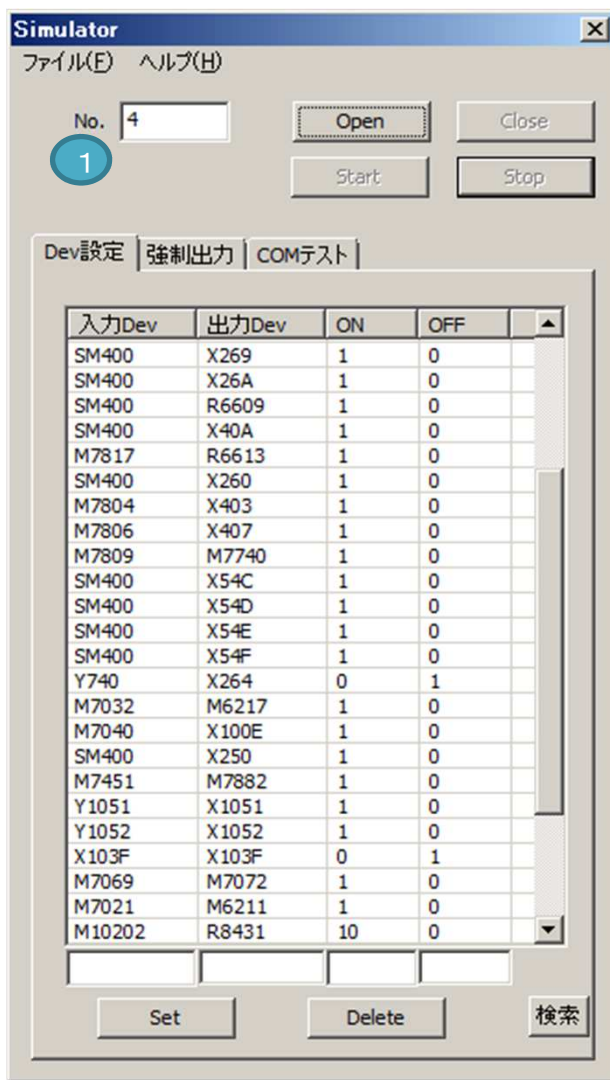 Simulator
ファイル(F) ヘルプ(H)
No. 4 Open Close
1
Start Stop
Dev設定 強制出力 COMテスト
入力Dev 出力Dev ON OFF
SM400 X269 1 0
SM400 X26A 1 0
SM400 R6609 1 0
SM400 X40A 1 0
M7817 R6613 1 0
SM400 X260 1 0
M7804 X403 1 0
M7806 X407 1 0
M7809 M7740 1 0
SM400 X54C 1 0
SM400 X54D 1 0
SM400 X54E 1 0
SM400 X54F 1 0
Y740 X264 0 1
M7032 M6217 1 0
M7040 X100E 1 0
SM400 X250 1 0
M7451 M7882 1 0
Y1051 X1051 1 0
Y1052 X1052 1 0
X103F X103F 0 1
M7069 M7072 1 0
M7021 M6211 1 0
M10202 R8431 10 0
Set Delete 検索